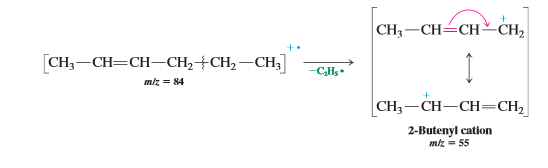 CH₃—CH=CH—CH₂⁺
[CH₃—CH=CH—CH₂⸾CH₂—CH₃]⁺•
–C₂H₅•
m/z = 84
CH₃—C⁺H—CH=CH₂
2-Butenyl cation
m/z = 55